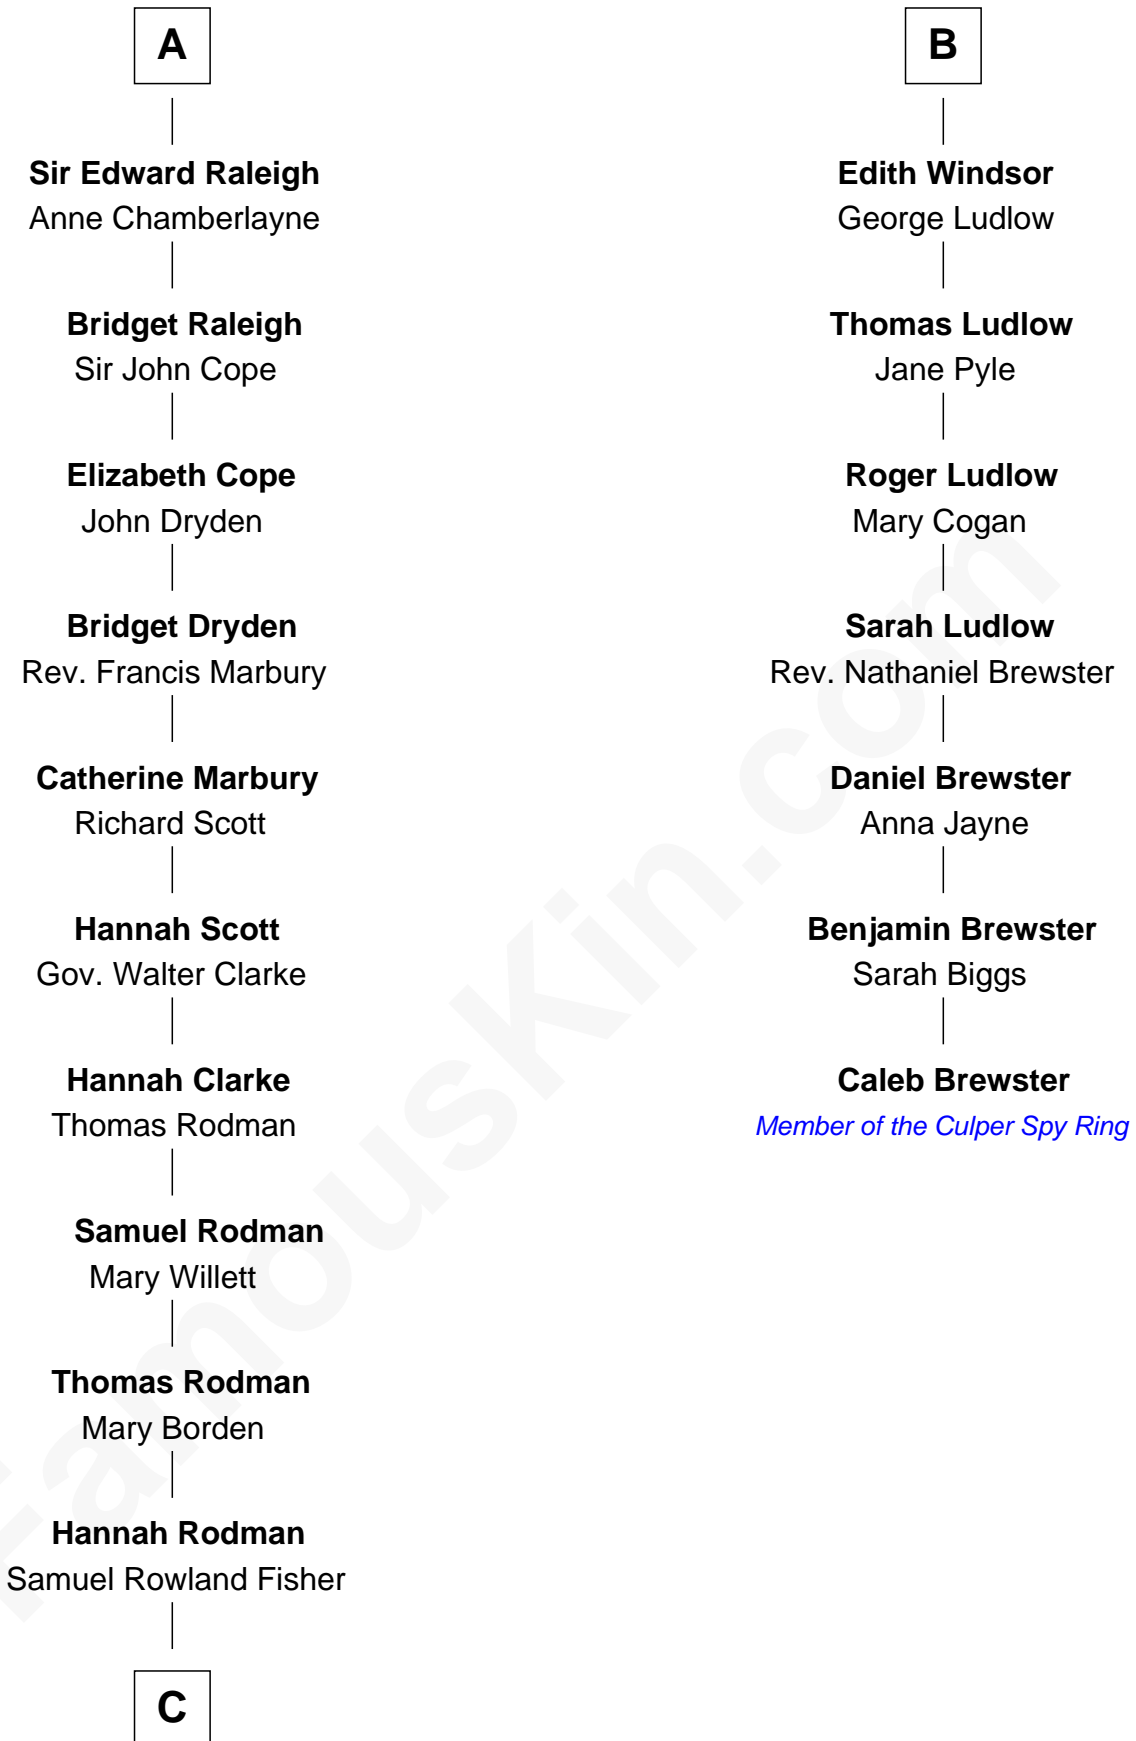 A
Sir Edward Raleigh
Anne Chamberlayne
Bridget Raleigh
Sir John Cope
Elizabeth Cope
John Dryden
Bridget Dryden
Rev. Francis Marbury
Catherine Marbury
Richard Scott
Hannah Scott
Gov. Walter Clarke
Hannah Clarke
Thomas Rodman
Samuel Rodman
Mary Willett
Thomas Rodman
Mary Borden
Hannah Rodman
Samuel Rowland Fisher
C
B
Edith Windsor
George Ludlow
Thomas Ludlow
Jane Pyle
Roger Ludlow
Mary Cogan
Sarah Ludlow
Rev. Nathaniel Brewster
Daniel Brewster
Anna Jayne
Benjamin Brewster
Sarah Biggs
Caleb Brewster
Member of the Culper Spy Ring
FamousKin.com